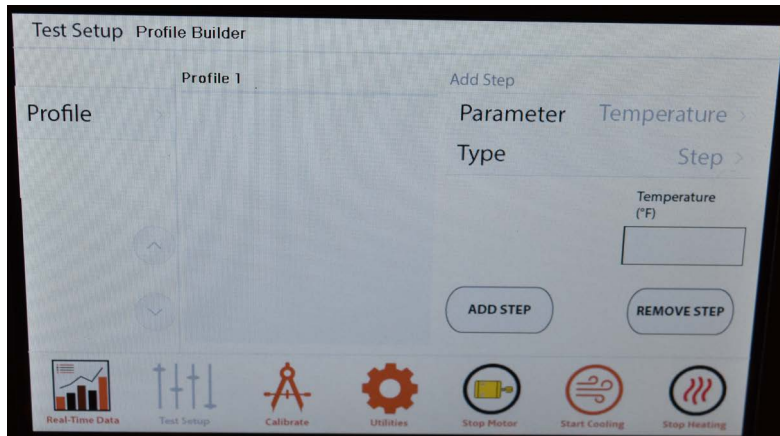 Test Setup Profile Builder
Profile 1
Add Step
Profile
Parameter Temperature
Type Step
Temperature
(°F)
ADD STEP
REMOVE STEP
Real-Time Data
Test Setup
Calibrate
Utilities
Stop Motor
Start Cooling
Stop Heating